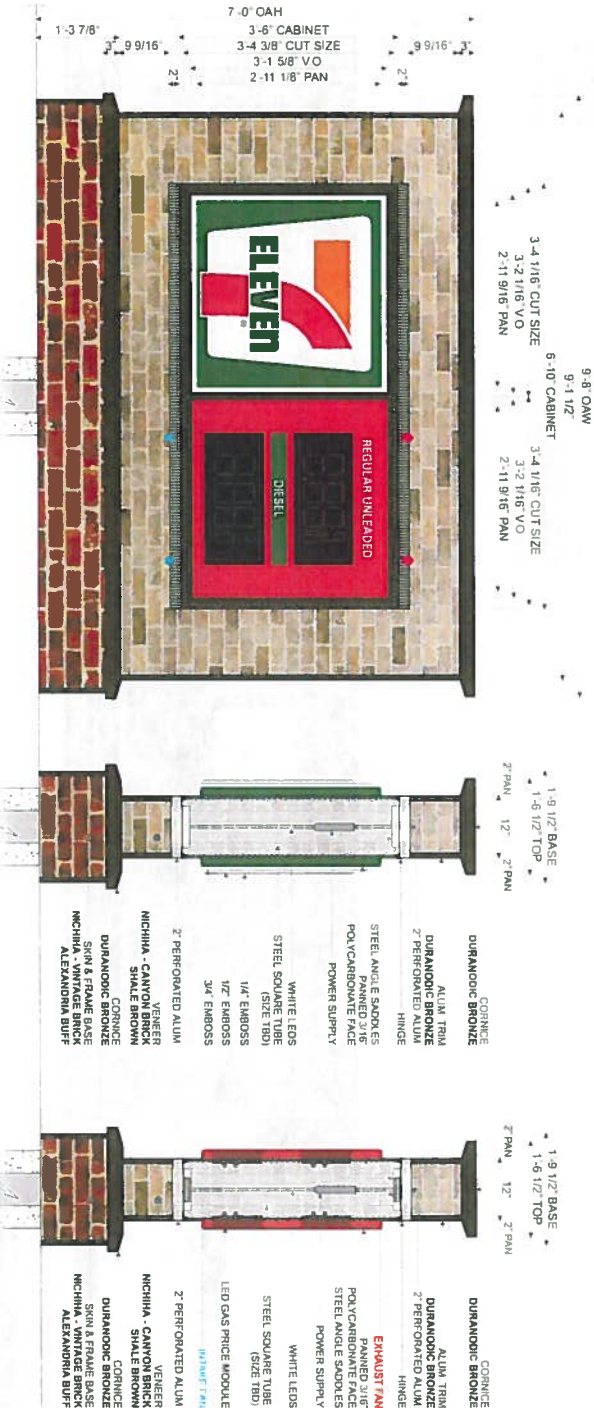 9'-8" OAW
9'-1 1/2"
6'-10" CABINET
3'-4 1/16" CUT SIZE
3'-2 1/16" VO
2'-11 9/16" PAN
3'-4 1/16" CUT SIZE
3'-2 1/16" VO
2'-11 9/16" PAN
7'-0" OAH
3'-6" CABINET
3'-4 3/8" CUT SIZE
3'-1 5/8" VO
2'-11 1/8" PAN
3"
9 9/16"
2"
2"
9 9/16"
3"
1'-3 7/8"
ELEVEn
REGULAR UNLEADED
DIESEL
1'-9 1/2" BASE
1'-6 1/2" TOP
2" PAN
12"
2" PAN
CORNICE
DURANODIC BRONZE
ALUM TRIM
DURANODIC BRONZE
2" PERFORATED ALUM
HINGE
STEEL ANGLE SADDLES
PANNED 3/16"
POLYCARBONATE FACE
POWER SUPPLY
WHITE LEDS
STEEL SQUARE TUBE
(SIZE TBD)
1/4" EMBOSS
1/2" EMBOSS
3/4" EMBOSS
2" PERFORATED ALUM
VENEER
NICHIHA - CANYON BRICK
SHALE BROWN
CORNICE
DURANODIC BRONZE
SKIN & FRAME BASE
NICHIHA - VINTAGE BRICK
ALEXANDRIA BUFF
1'-9 1/2" BASE
1'-6 1/2" TOP
2" PAN
12"
2" PAN
CORNICE
DURANODIC BRONZE
ALUM TRIM
DURANODIC BRONZE
2" PERFORATED ALUM
HINGE
EXHAUST FAN
PANNED 3/16"
POLYCARBONATE FACE
STEEL ANGLE SADDLES
POWER SUPPLY
WHITE LEDS
STEEL SQUARE TUBE
(SIZE TBD)
LED GAS PRICE MODULE
INTAKE FAN
2" PERFORATED ALUM
VENEER
NICHIHA - CANYON BRICK
SHALE BROWN
CORNICE
DURANODIC BRONZE
SKIN & FRAME BASE
NICHIHA - VINTAGE BRICK
ALEXANDRIA BUFF